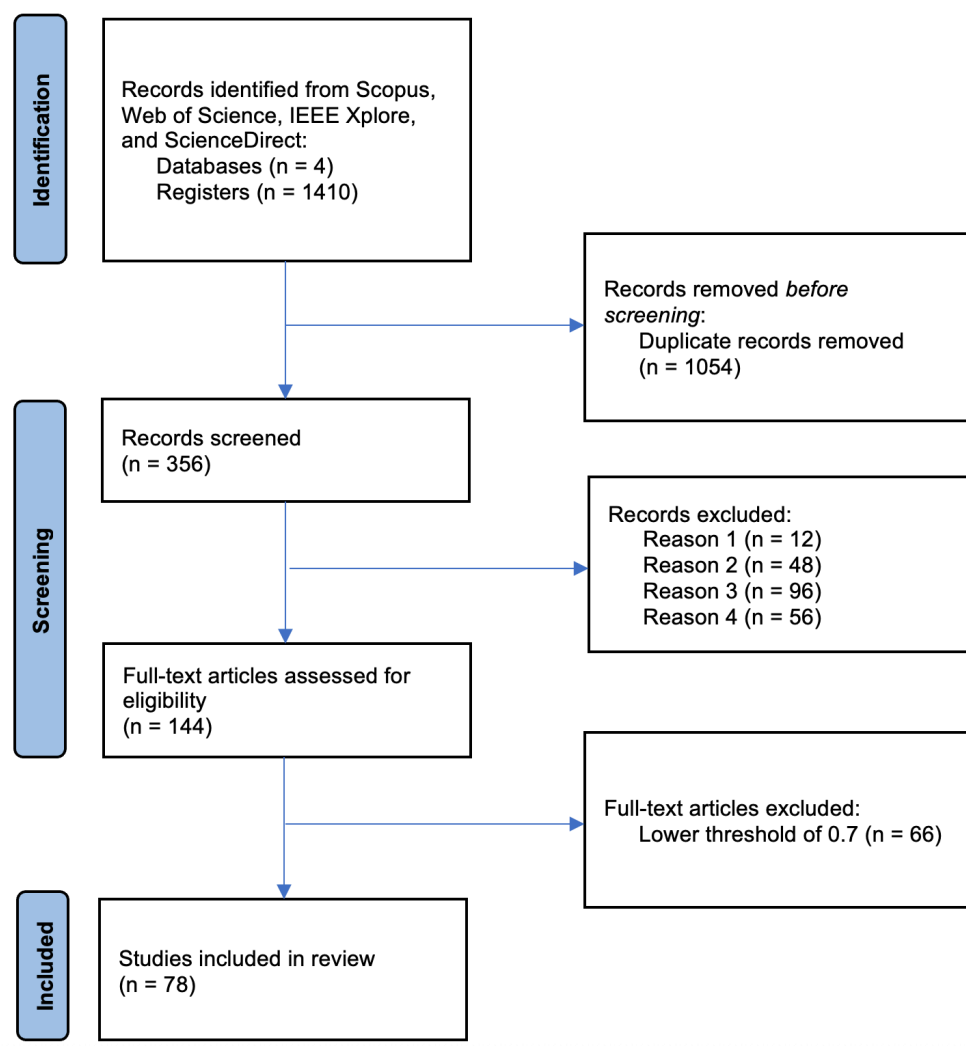 Identification
Records identified from Scopus,
Web of Science, IEEE Xplore,
and ScienceDirect:
Databases (n = 4)
Registers (n = 1410)
Records removed before
screening:
Duplicate records removed
(n = 1054)
Screening
Records screened
(n = 356)
Records excluded:
Reason 1 (n = 12)
Reason 2 (n = 48)
Reason 3 (n = 96)
Reason 4 (n = 56)
Full-text articles assessed for
eligibility
(n = 144)
Full-text articles excluded:
Lower threshold of 0.7 (n = 66)
Included
Studies included in review
(n = 78)